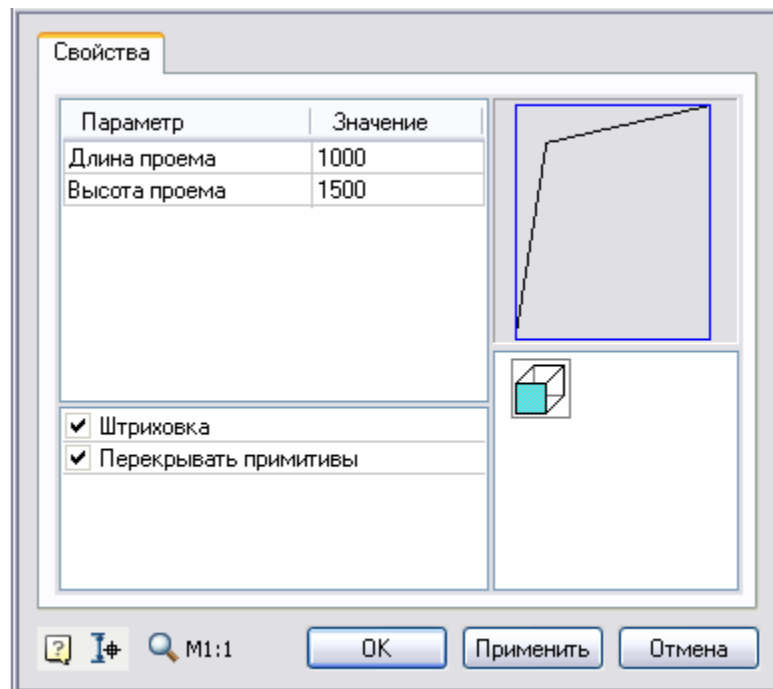 Свойства
Параметр Значение
Длина проема 1000
Высота проема 1500
Штриховка
Перекрывать примитивы
? M1:1 OK Применить Отмена